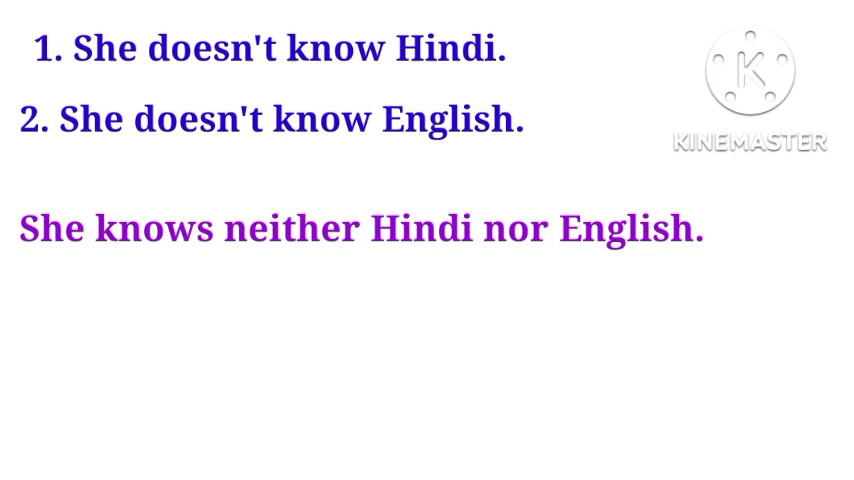 1. She doesn't know Hindi.
2. She doesn't know English.
K
KINEMASTER
She knows neither Hindi nor English.